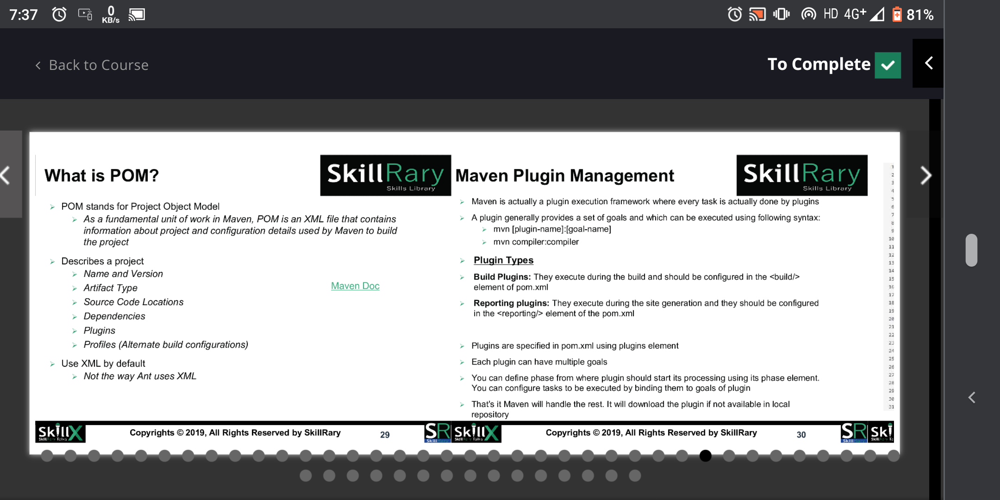 7:37
0
KB/s
HD 4G+ 81%
Back to Course
To Complete
What is POM?
SkillRary
Skills Library
POM stands for Project Object Model
As a fundamental unit of work in Maven, POM is an XML file that contains
information about project and configuration details used by Maven to build
the project
Describes a project
Name and Version
Artifact Type
Source Code Locations
Dependencies
Plugins
Profiles (Alternate build configurations)
Use XML by default
Not the way Ant uses XML
Maven Doc
SkillX
Skill Rary Talks
Copyrights © 2019, All Rights Reserved by SkillRary
29
SR
SkillRary
Maven Plugin Management
SkillRary
Skills Library
Maven is actually a plugin execution framework where every task is actually done by plugins
A plugin generally provides a set of goals and which can be executed using following syntax:
mvn [plugin-name]:[goal-name]
mvn compiler:compiler
Plugin Types
Build Plugins: They execute during the build and should be configured in the <build/>
element of pom.xml
Reporting plugins: They execute during the site generation and they should be configured
in the <reporting/> element of the pom.xml
Plugins are specified in pom.xml using plugins element
Each plugin can have multiple goals
You can define phase from where plugin should start its processing using its phase element.
You can configure tasks to be executed by binding them to goals of plugin
That's it Maven will handle the rest. It will download the plugin if not available in local
repository
SkillX
Skill Rary Talks
Copyrights © 2019, All Rights Reserved by SkillRary
30
SR
SkillRary
1
2
3
4
5
6
7
8
9
10
11
12
13
14
15
16
17
18
19
20
21
22
23
24
25
26
27
28
29
30
31
Ski